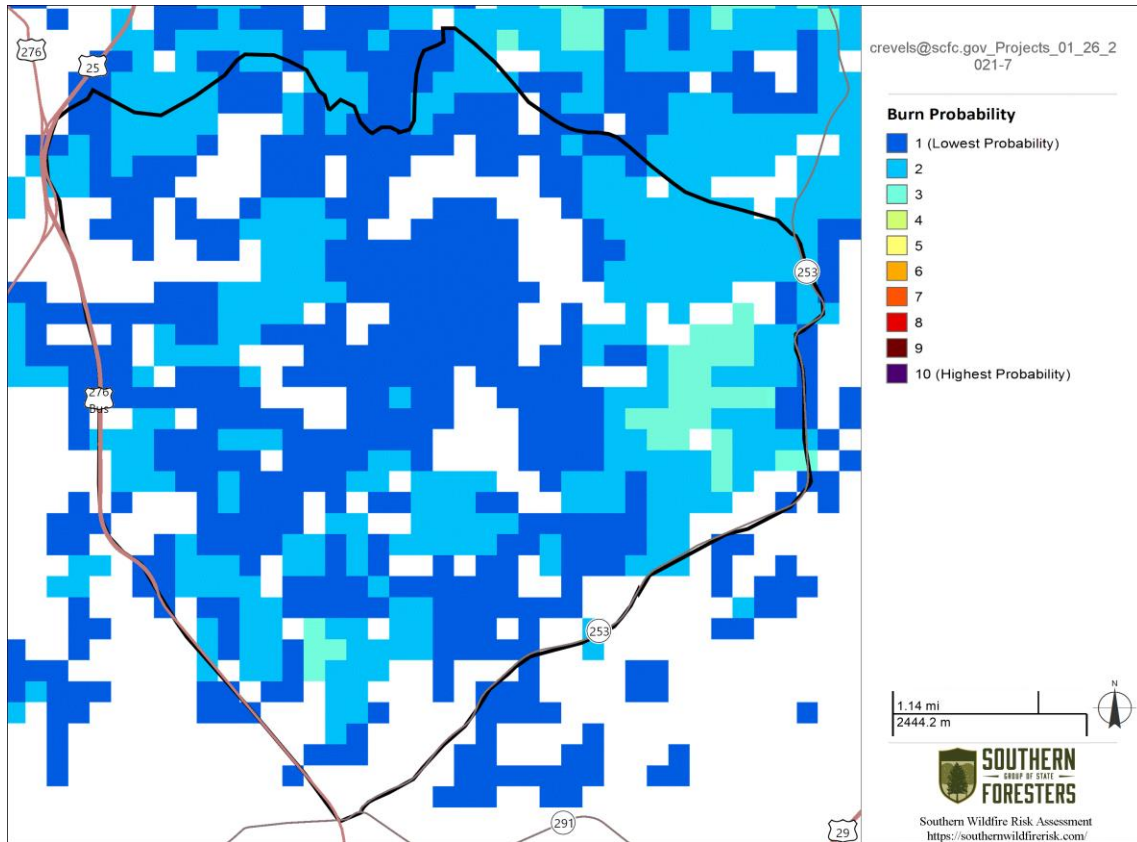 276
25
253
276
Bus
253
291
29
crevels@scfc.gov_Projects_01_26_2
021-7
Burn Probability
1 (Lowest Probability)
2
3
4
5
6
7
8
9
10 (Highest Probability)
1.14 mi
2444.2 m
N
SOUTHERN
GROUP OF STATE
FORESTERS
Southern Wildfire Risk Assessment
https://southernwildfirerisk.com/